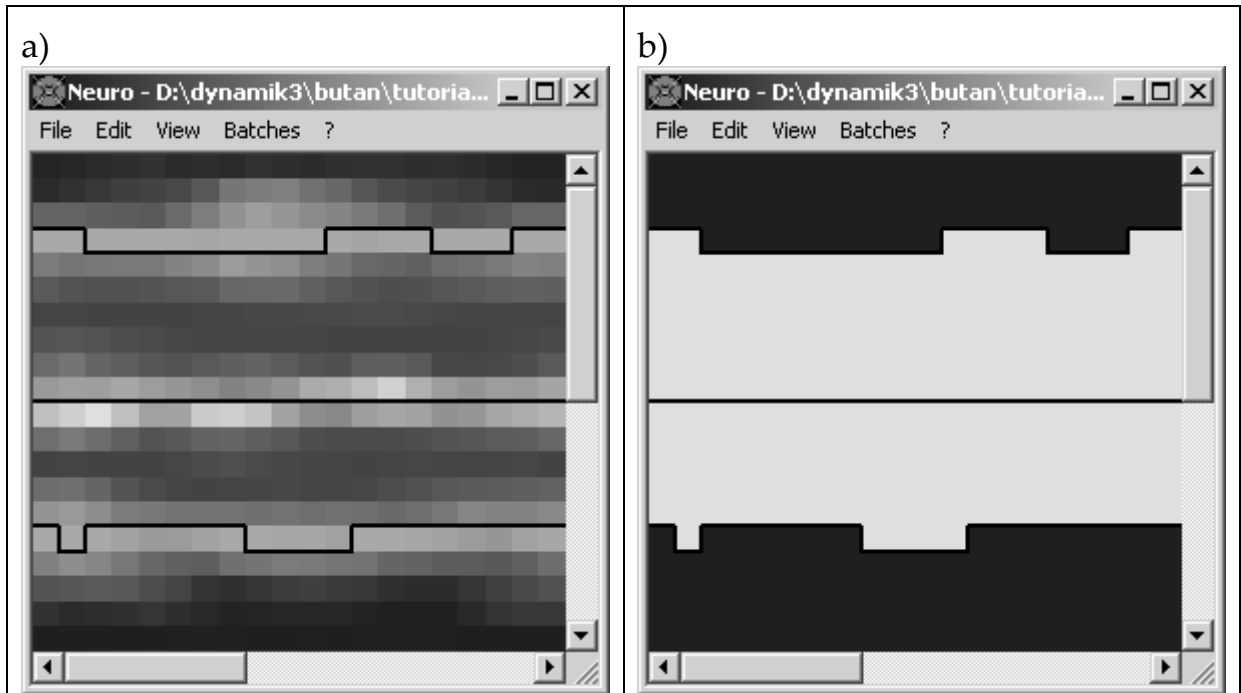 a)
Neuro - D:\dynamik3\butan\tutoria...
File Edit View Batches ?
b)
Neuro - D:\dynamik3\butan\tutoria...
File Edit View Batches ?